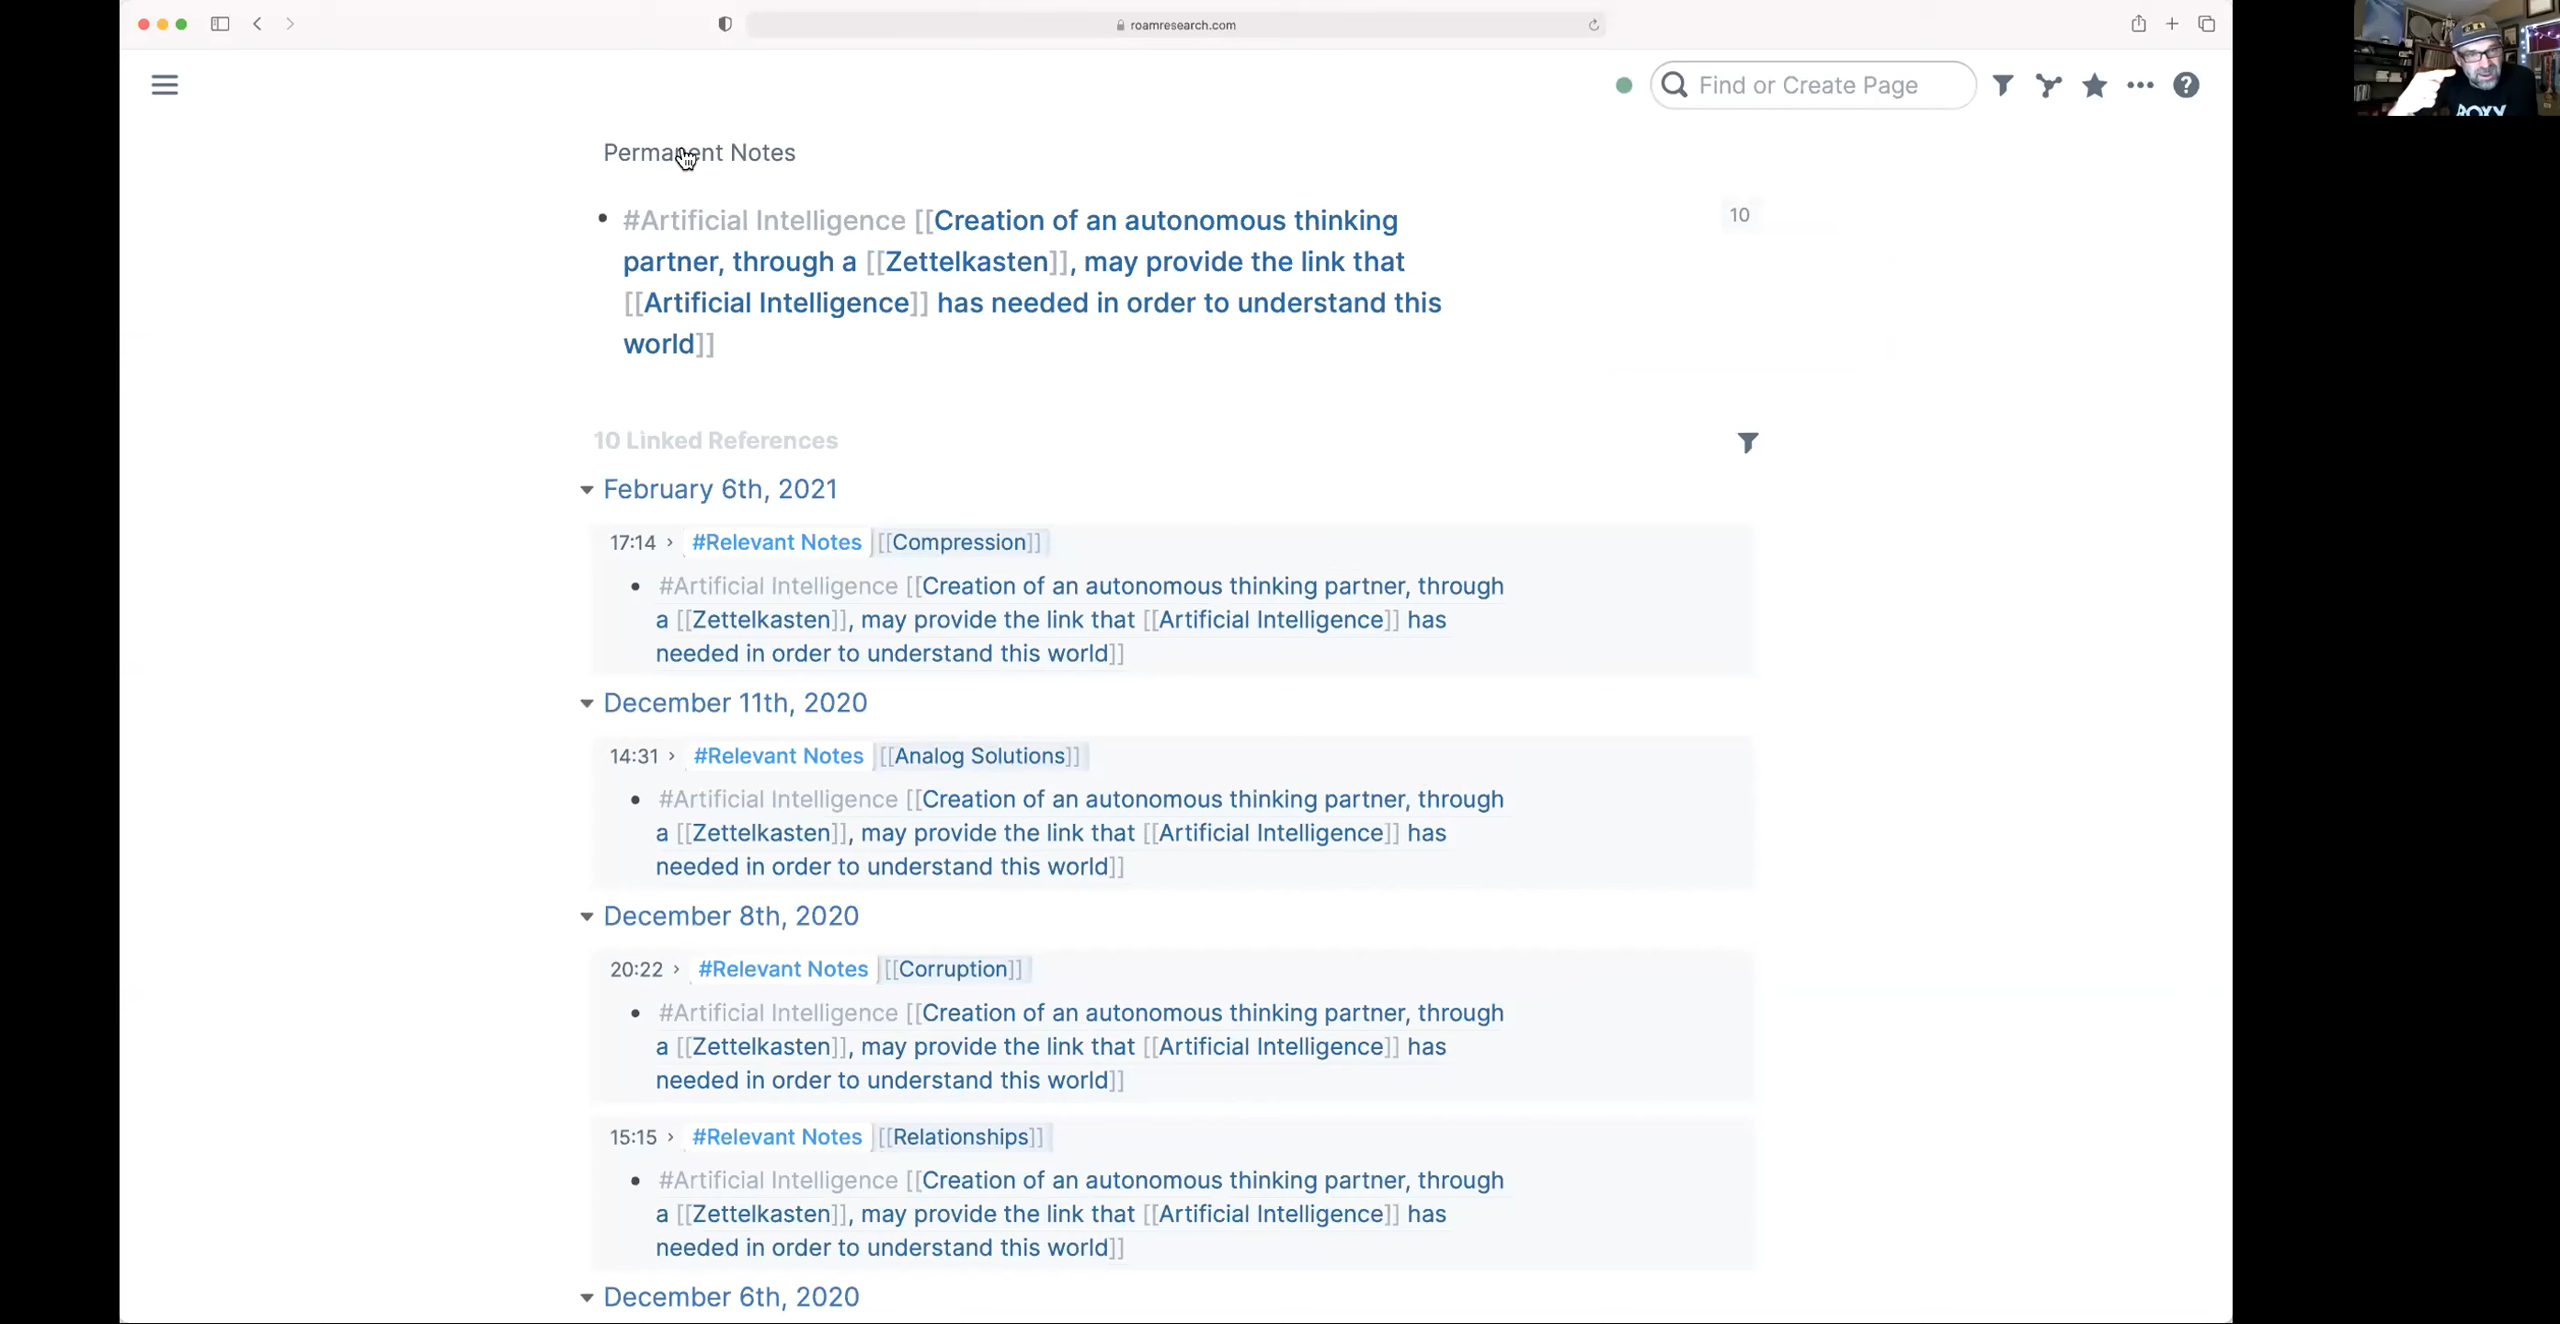 roamresearch.com
Find or Create Page
ROXY
Permanent Notes
#Artificial Intelligence [[Creation of an autonomous thinking
partner, through a [[Zettelkasten]], may provide the link that
[[Artificial Intelligence]] has needed in order to understand this
world]]
10
10 Linked References
February 6th, 2021
17:14 > #Relevant Notes [[Compression]]
#Artificial Intelligence [[Creation of an autonomous thinking partner, through
a [[Zettelkasten]], may provide the link that [[Artificial Intelligence]] has
needed in order to understand this world]]
December 11th, 2020
14:31 > #Relevant Notes [[Analog Solutions]]
#Artificial Intelligence [[Creation of an autonomous thinking partner, through
a [[Zettelkasten]], may provide the link that [[Artificial Intelligence]] has
needed in order to understand this world]]
December 8th, 2020
20:22 > #Relevant Notes [[Corruption]]
#Artificial Intelligence [[Creation of an autonomous thinking partner, through
a [[Zettelkasten]], may provide the link that [[Artificial Intelligence]] has
needed in order to understand this world]]
15:15 > #Relevant Notes [[Relationships]]
#Artificial Intelligence [[Creation of an autonomous thinking partner, through
a [[Zettelkasten]], may provide the link that [[Artificial Intelligence]] has
needed in order to understand this world]]
December 6th, 2020